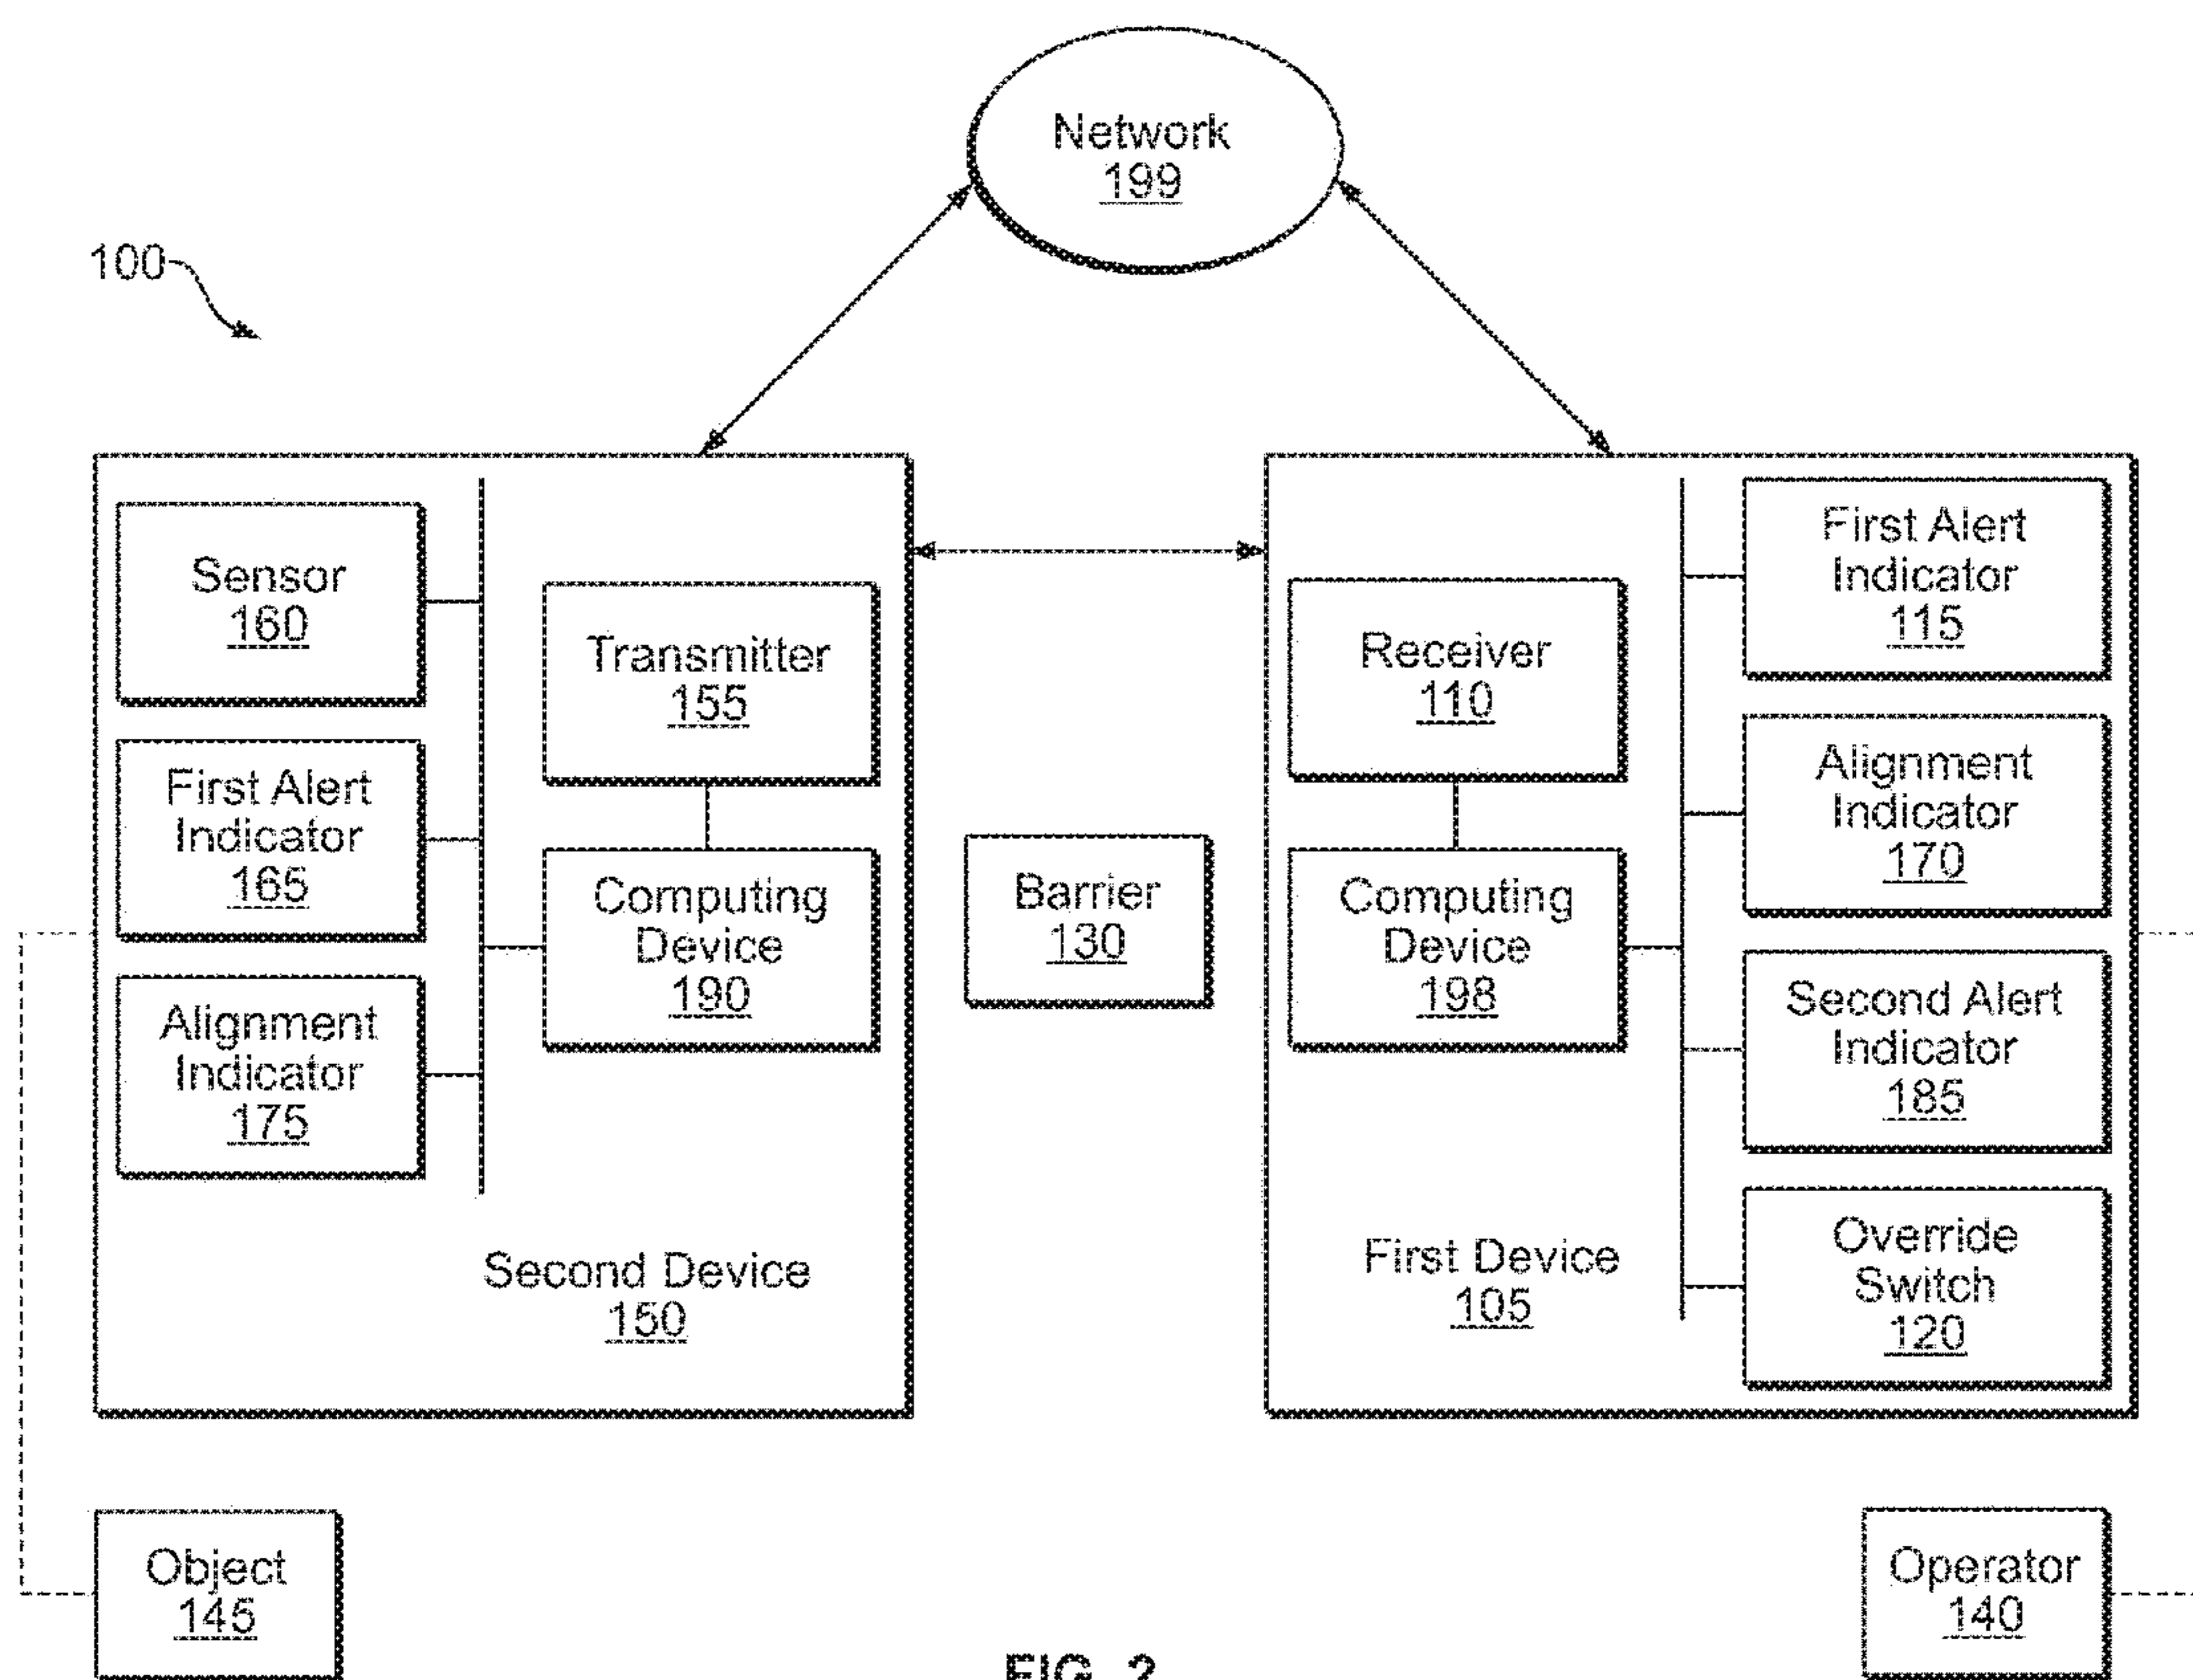 Network
199
100
Sensor
160
First Alert
Indicator
165
Alignment
Indicator
175
Transmitter
155
Computing
Device
190
Second Device
150
Barrier
130
Receiver
110
Computing
Device
198
First Device
105
First Alert
Indicator
115
Alignment
Indicator
170
Second Alert
Indicator
185
Override
Switch
120
Object
145
Operator
140
FIG. 2